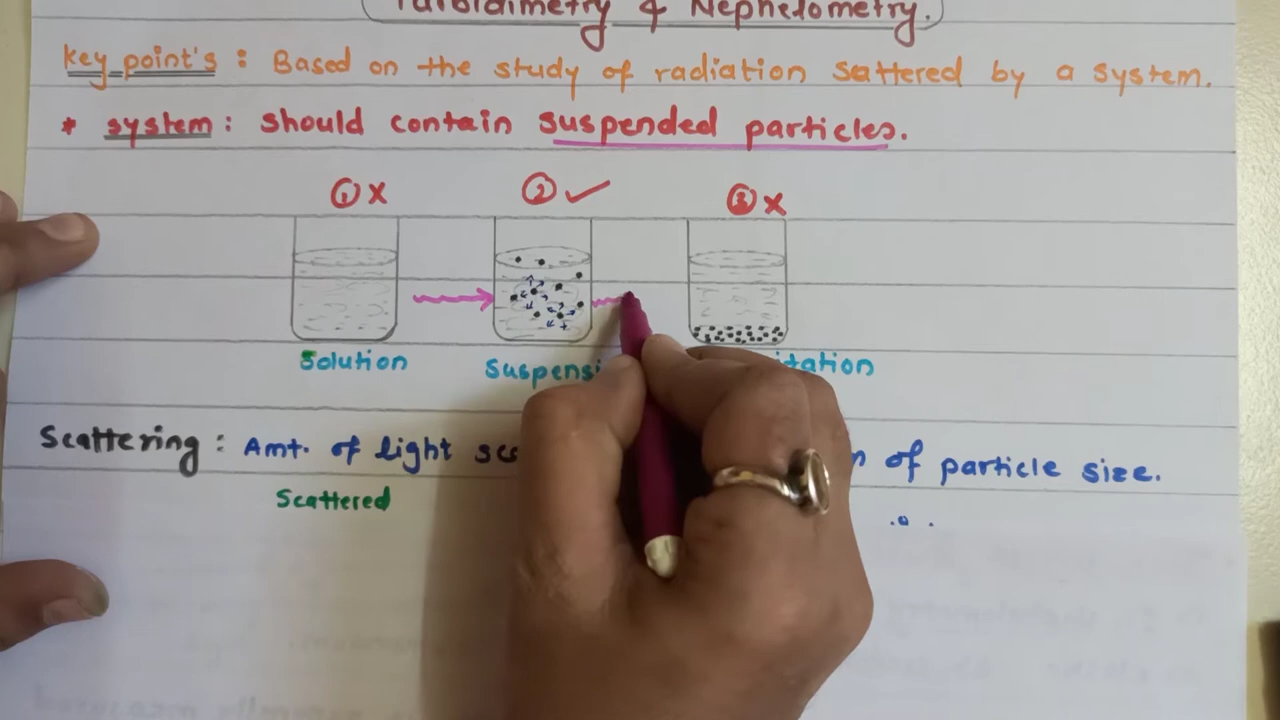 Turbidimetry & Nephelometry.
key point's : Based on the study of radiation scattered by a system.
* system : should contain suspended particles.
① x ② ✓ ③ x
Solution
Scattering : Amt. of light of particle size.
Scattered